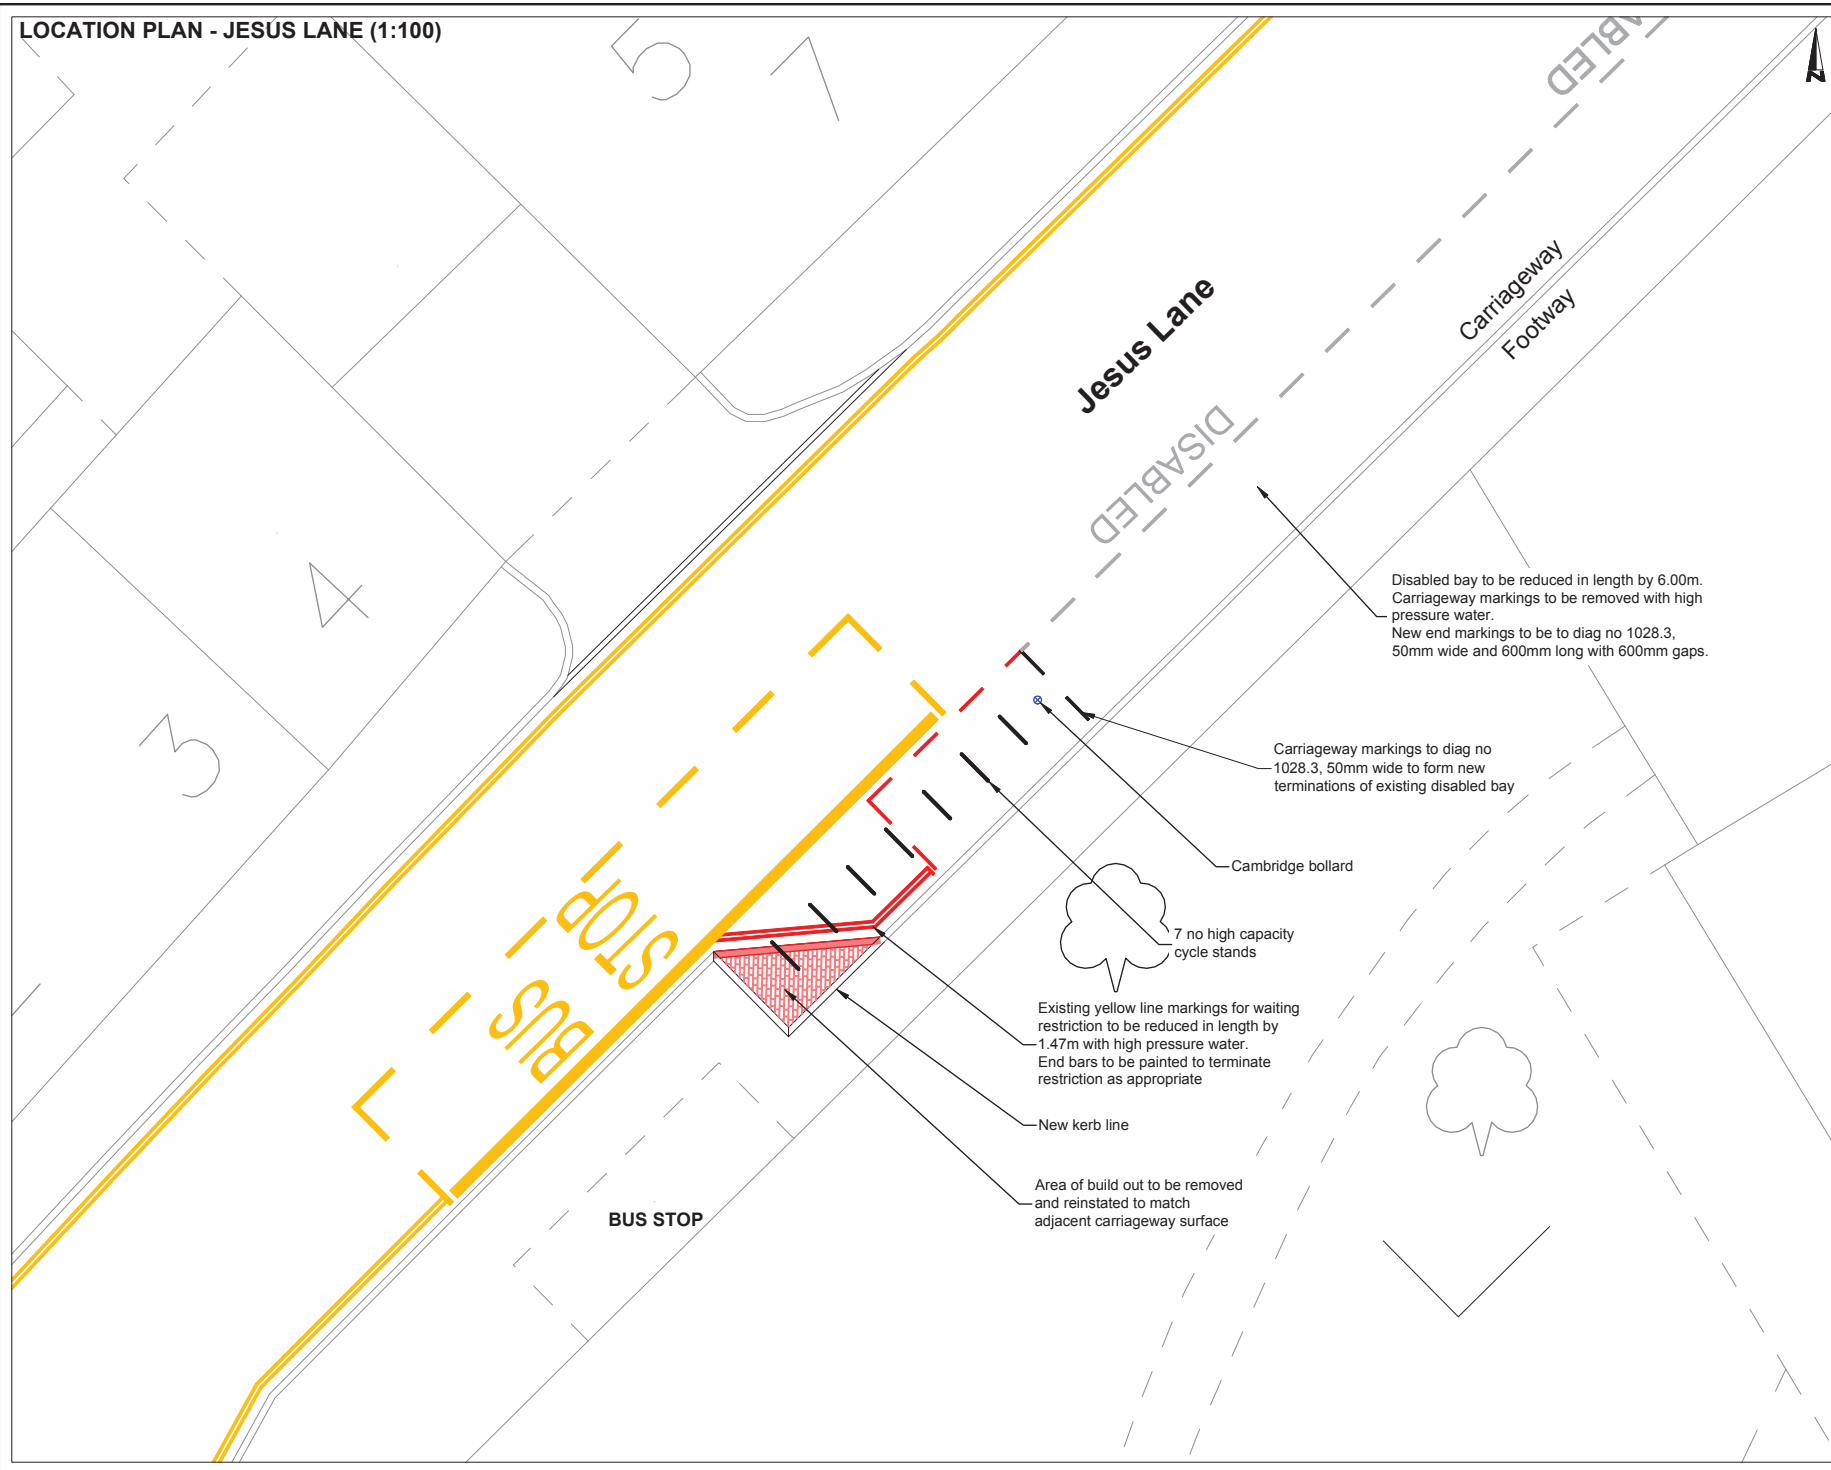 LOCATION PLAN - JESUS LANE (1:100)
5
7
ABLED
N
Carriageway
Footway
Jesus Lane
DISABLED
4
3
Disabled bay to be reduced in length by 6.00m.
Carriageway markings to be removed with high
pressure water.
New end markings to be to diag no 1028.3,
50mm wide and 600mm long with 600mm gaps.
Carriageway markings to diag no
1028.3, 50mm wide to form new
terminations of existing disabled bay
Cambridge bollard
7 no high capacity
cycle stands
BUS
STOP
Existing yellow line markings for waiting
restriction to be reduced in length by
1.47m with high pressure water.
End bars to be painted to terminate
restriction as appropriate
New kerb line
Area of build out to be removed
and reinstated to match
adjacent carriageway surface
BUS STOP